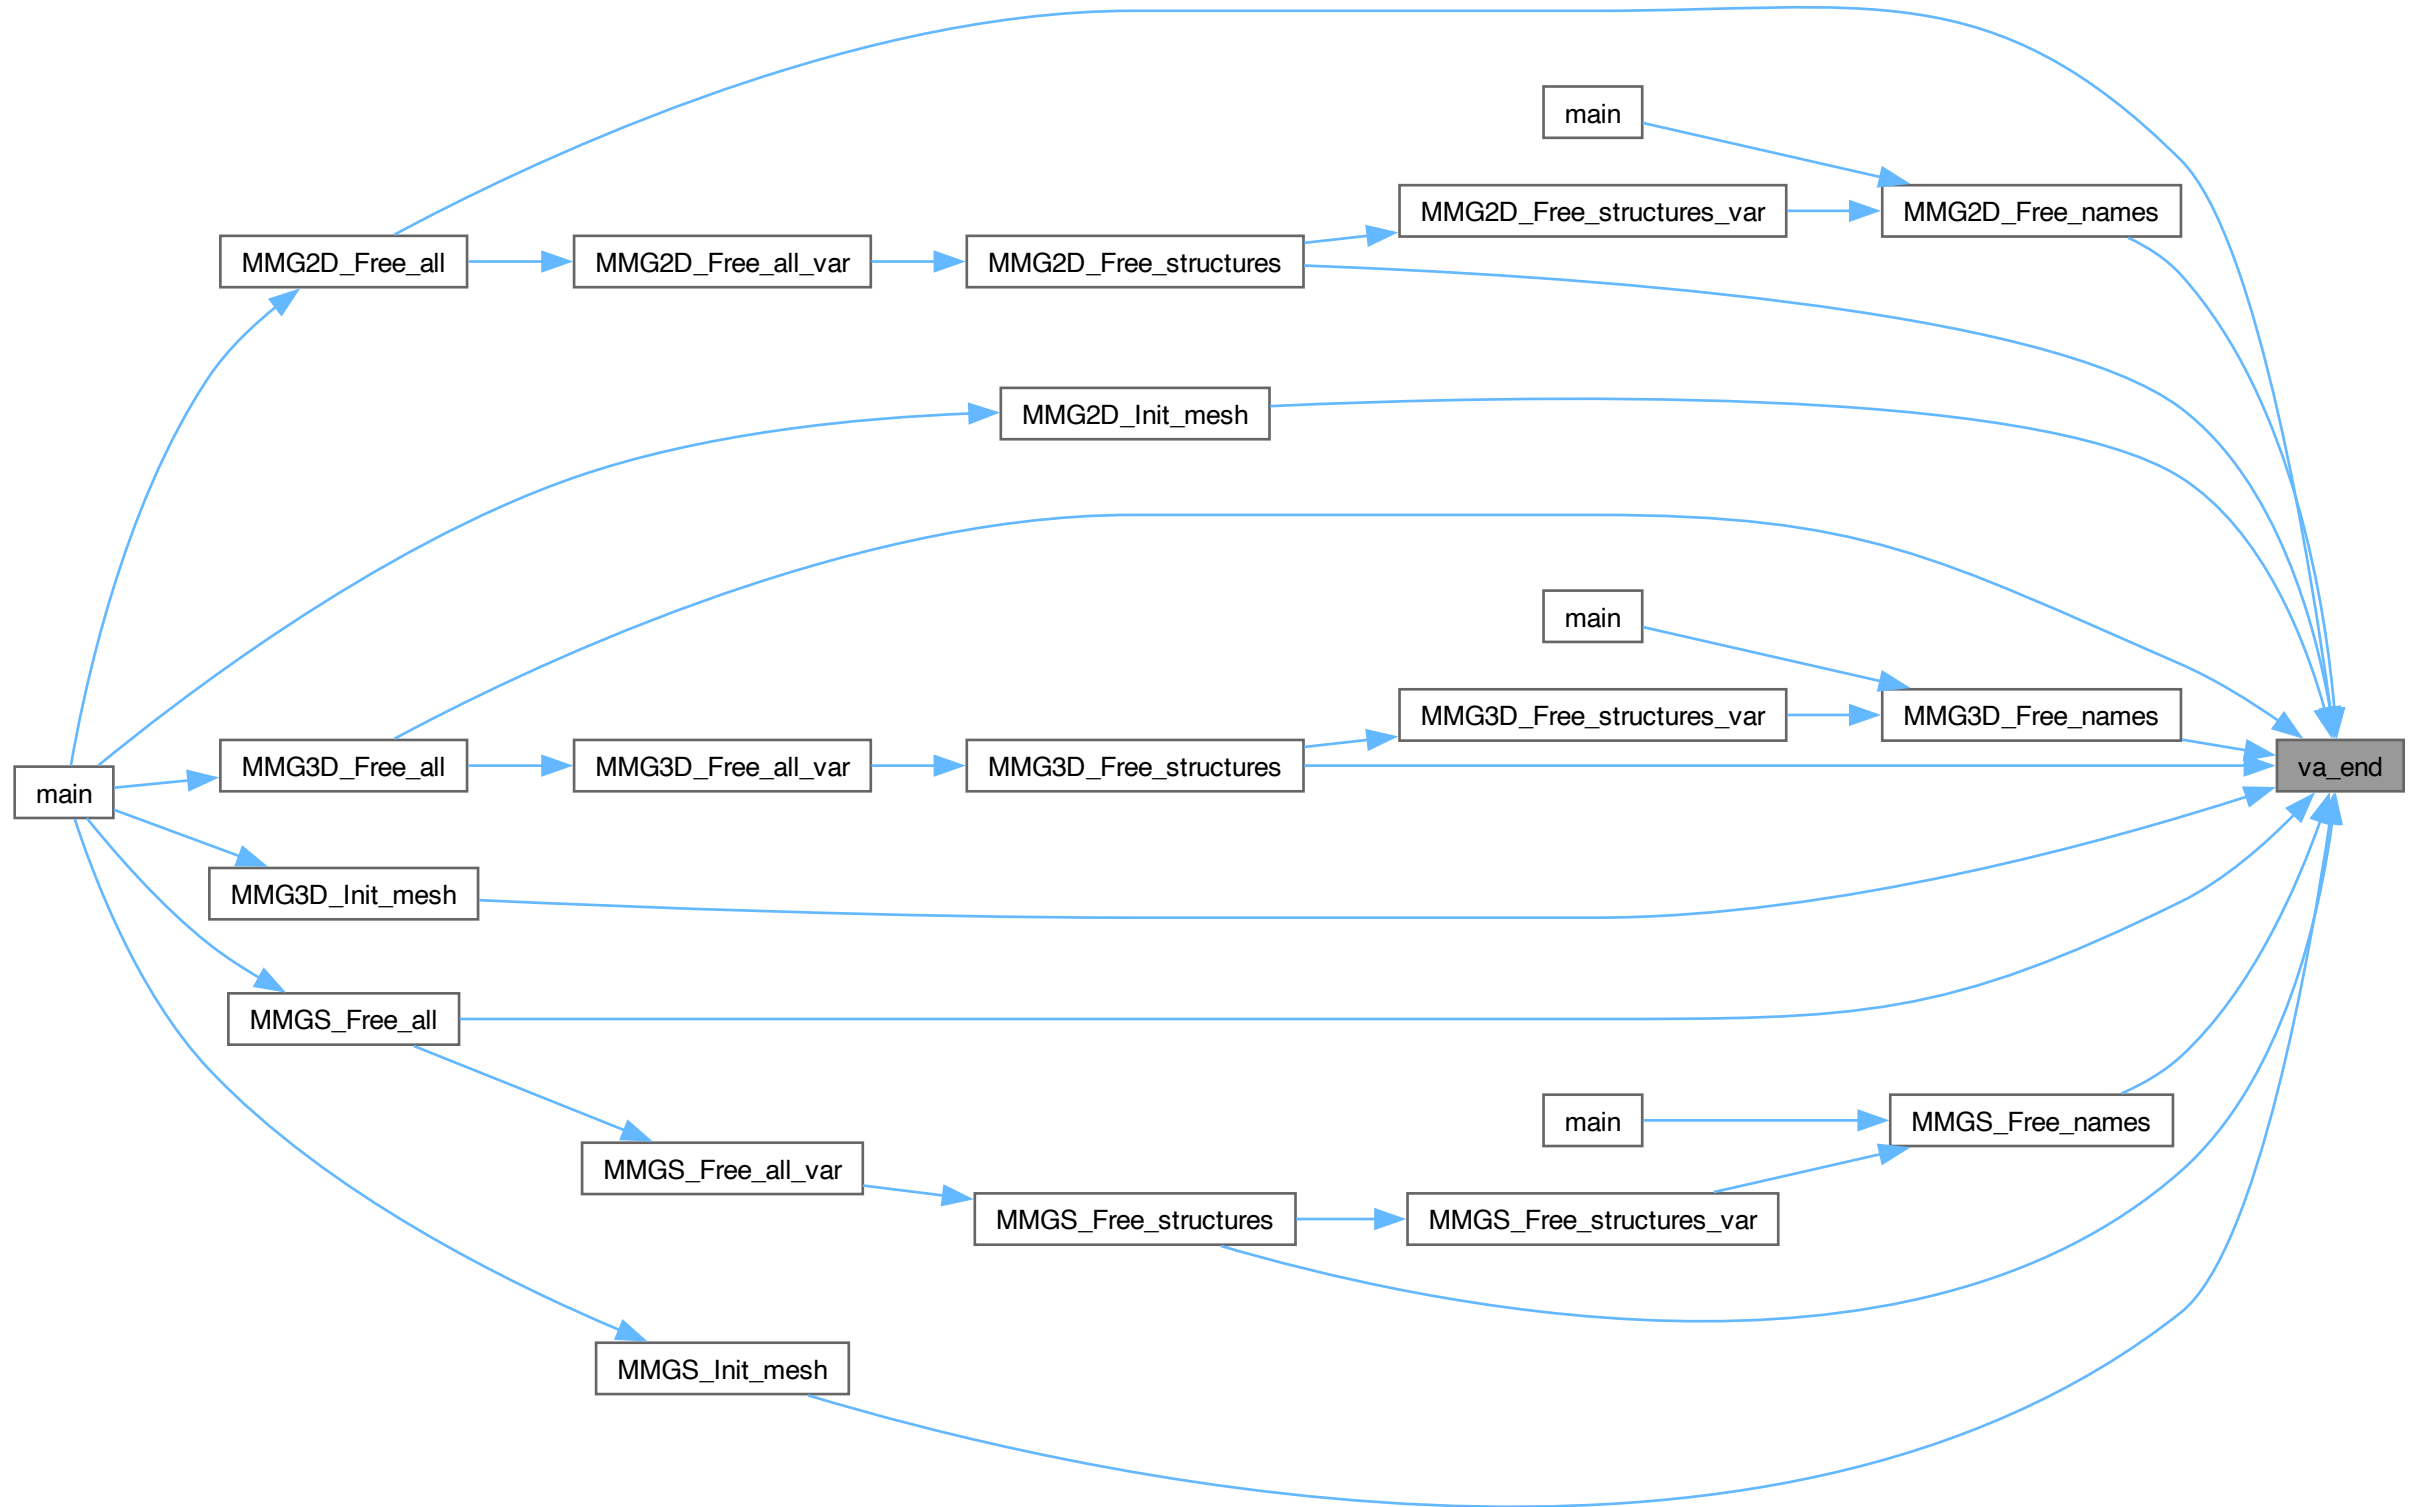 main
MMG2D_Free_structures_var
MMG2D_Free_names
MMG2D_Free_all
MMG2D_Free_all_var
MMG2D_Free_structures
MMG2D_Init_mesh
main
MMG3D_Free_structures_var
MMG3D_Free_names
MMG3D_Free_all
MMG3D_Free_all_var
MMG3D_Free_structures
va_end
main
MMG3D_Init_mesh
MMGS_Free_all
main
MMGS_Free_names
MMGS_Free_all_var
MMGS_Free_structures
MMGS_Free_structures_var
MMGS_Init_mesh